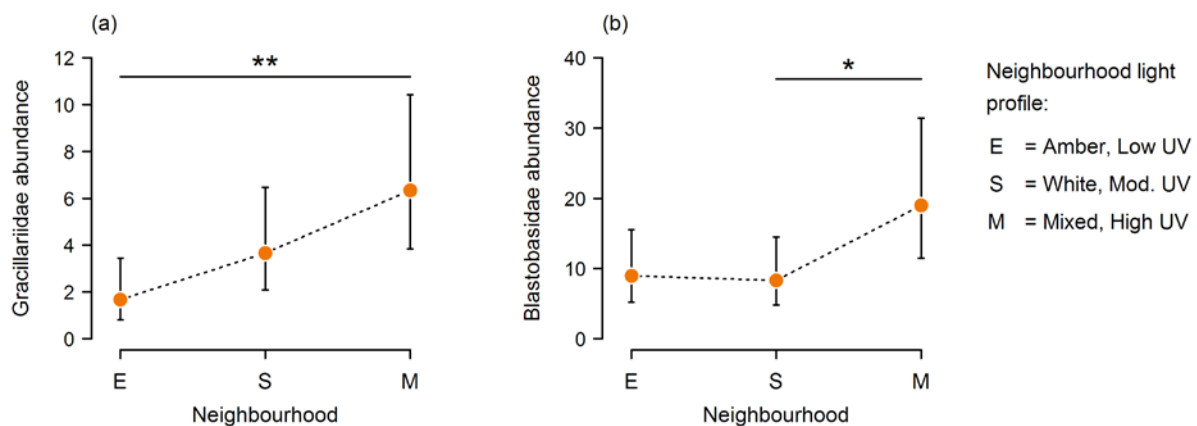 (a)
12
10
8
6
4
2
0
Gracillariidae abundance
**
E S M
Neighbourhood
(b)
40
30
20
10
0
Blastobasidae abundance
*
E S M
Neighbourhood
Neighbourhood light
profile:
E = Amber, Low UV
S = White, Mod. UV
M = Mixed, High UV